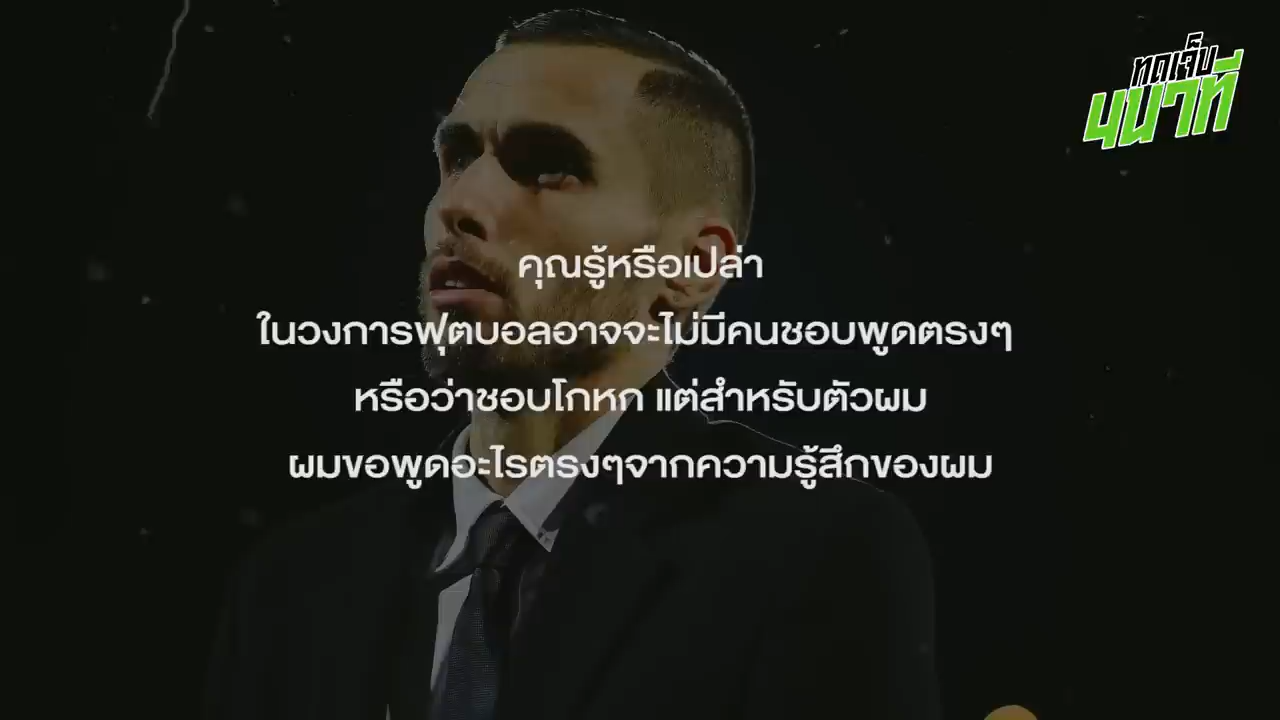 ทดเจ็บ
4นาที
คุณรู้หรือเปล่า
ในวงการฟุตบอลอาจจะไม่มีคนชอบพูดตรงๆ
หรือว่าชอบโกหก แต่สำหรับตัวผม
ผมขอพูดอะไรตรงๆจากความรู้สึกของผม